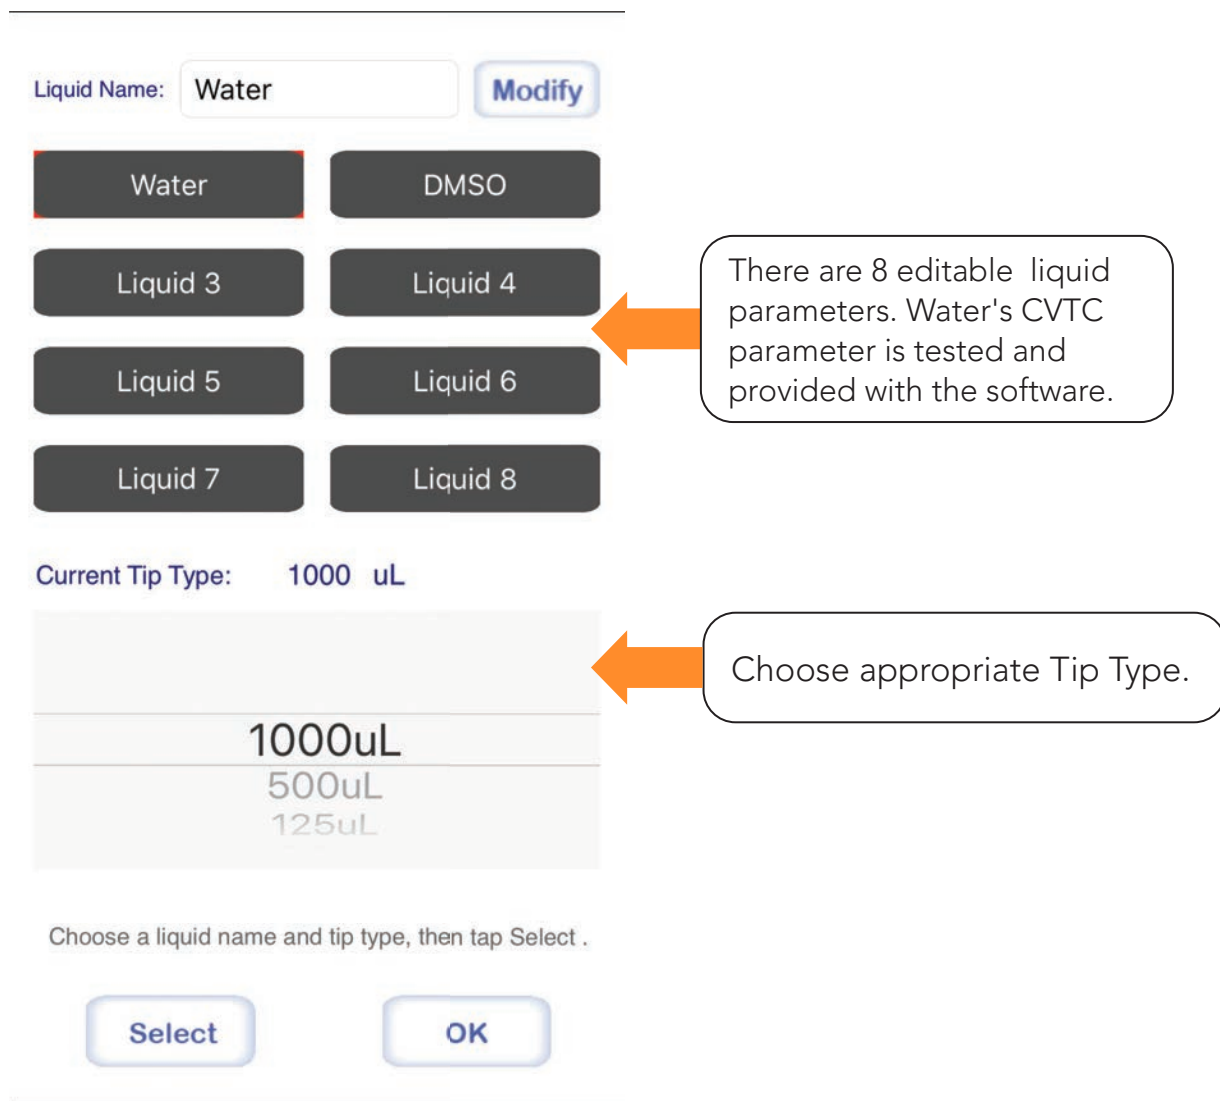 Liquid Name: Water Modify
Water DMSO
Liquid 3 Liquid 4
Liquid 5 Liquid 6
Liquid 7 Liquid 8
There are 8 editable liquid
parameters. Water's CVTC
parameter is tested and
provided with the software.
Current Tip Type: 1000 uL
Choose appropriate Tip Type.
1000uL
500uL
125uL
Choose a liquid name and tip type, then tap Select .
Select OK